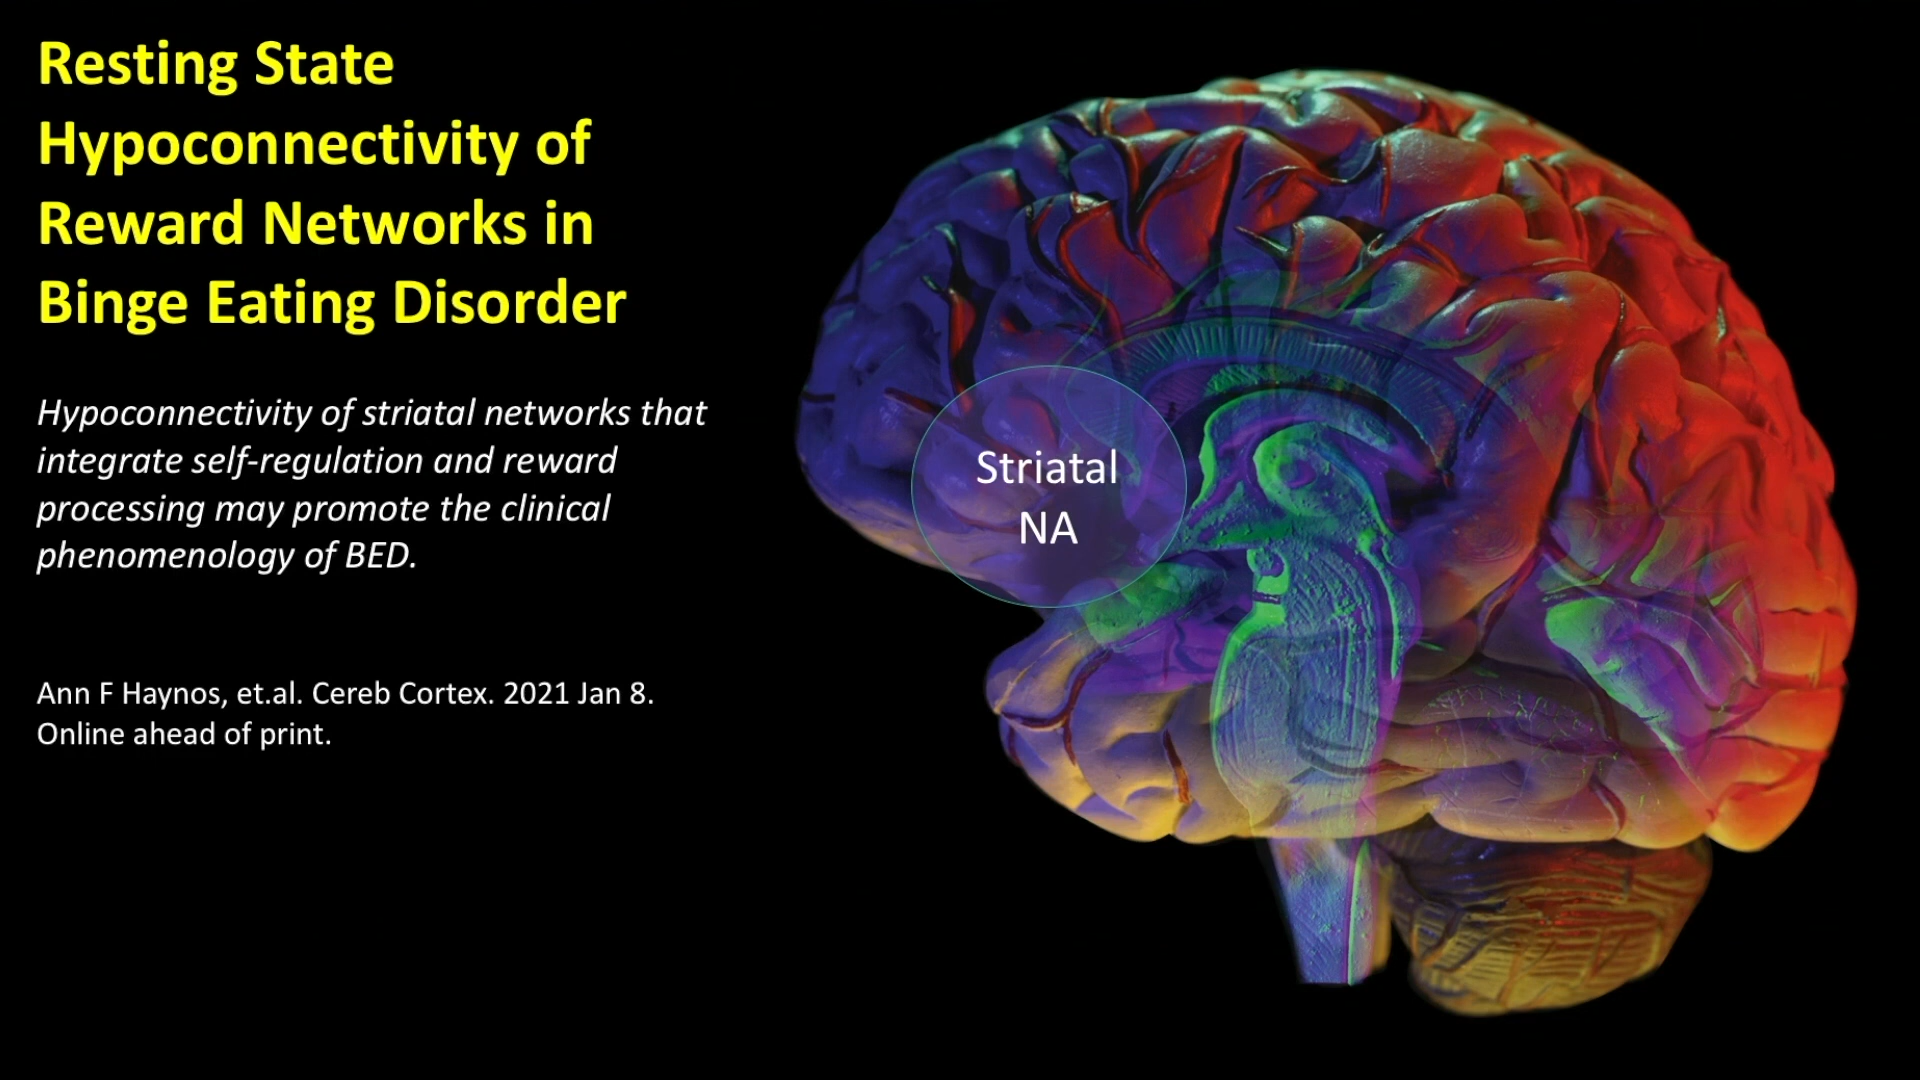 Resting State
Hypoconnectivity of
Reward Networks in
Binge Eating Disorder
Hypoconnectivity of striatal networks that
integrate self-regulation and reward
processing may promote the clinical
phenomenology of BED.
Ann F Haynos, et.al. Cereb Cortex. 2021 Jan 8.
Online ahead of print.
Striatal
NA